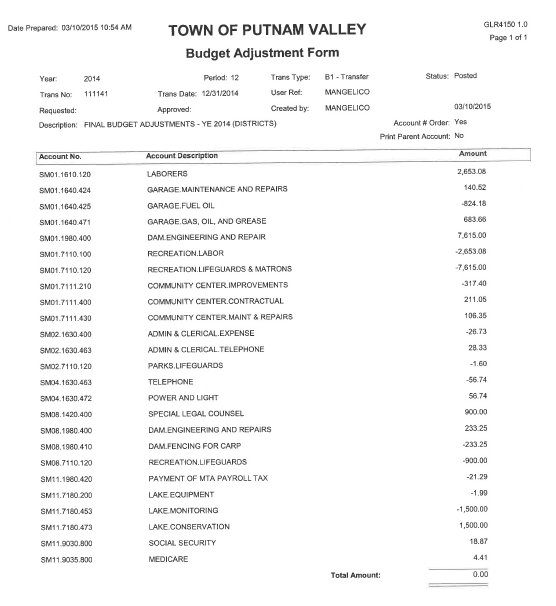 Date Prepared: 03/10/2015 10:54 AM
TOWN OF PUTNAM VALLEY
GLR4150 1.0
Budget Adjustment Form
Page 1 of 1
Year: 2014 Period: 12 Trans Type: B1 - Transfer Status: Posted
Trans No: 111141 Trans Date: 12/31/2014 User Ref: MANGELICO
Requested: Approved: Created by: MANGELICO 03/10/2015
Description: FINAL BUDGET ADJUSTMENTS - YE 2014 (DISTRICTS) Account # Order: Yes
Print Parent Account: No
Account No. Account Description Amount
SM01.1610.120 LABORERS 2,653.08
SM01.1640.424 GARAGE.MAINTENANCE AND REPAIRS 140.52
SM01.1640.425 GARAGE.FUEL OIL -824.18
SM01.1640.471 GARAGE.GAS, OIL, AND GREASE 683.66
SM01.1980.400 DAM.ENGINEERING AND REPAIR 7,615.00
SM01.7110.100 RECREATION.LABOR -2,653.08
SM01.7110.120 RECREATION.LIFEGUARDS & MATRONS -7,615.00
SM01.7111.210 COMMUNITY CENTER.IMPROVEMENTS -317.40
SM01.7111.400 COMMUNITY CENTER.CONTRACTUAL 211.05
SM01.7111.430 COMMUNITY CENTER.MAINT & REPAIRS 106.35
SM02.1630.400 ADMIN & CLERICAL.EXPENSE -26.73
SM02.1630.463 ADMIN & CLERICAL.TELEPHONE 28.33
SM02.7110.120 PARKS.LIFEGUARDS -1.60
SM04.1630.463 TELEPHONE -56.74
SM04.1630.472 POWER AND LIGHT 56.74
SM08.1420.400 SPECIAL LEGAL COUNSEL 900.00
SM08.1980.400 DAM.ENGINEERING AND REPAIRS 233.25
SM08.1980.410 DAM.FENCING FOR CARP -233.25
SM08.7110.120 RECREATION.LIFEGUARDS -900.00
SM11.1980.420 PAYMENT OF MTA PAYROLL TAX -21.29
SM11.7180.200 LAKE.EQUIPMENT -1.99
SM11.7180.453 LAKE.MONITORING -1,500.00
SM11.7180.473 LAKE.CONSERVATION 1,500.00
SM11.9030.800 SOCIAL SECURITY 18.87
SM11.9035.800 MEDICARE 4.41
Total Amount: 0.00